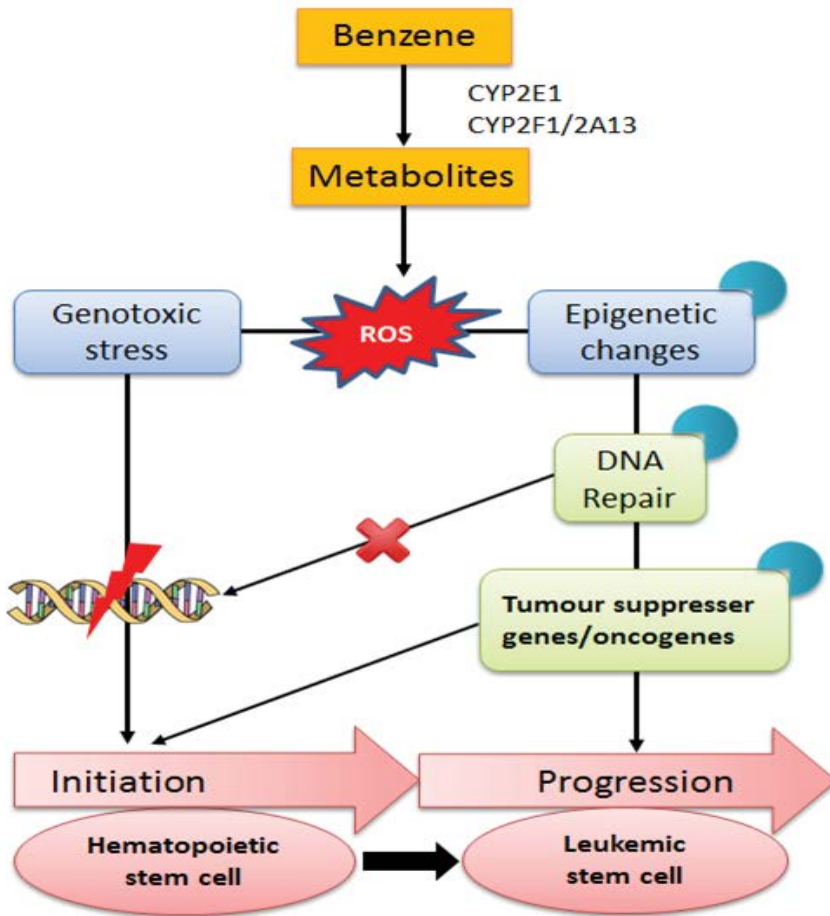 Benzene
CYP2E1
CYP2F1/2A13
Metabolites
Genotoxic
stress
ROS
Epigenetic
changes
DNA
Repair
Tumour suppresser
genes/oncogenes
Initiation
Progression
Hematopoietic
stem cell
Leukemic
stem cell